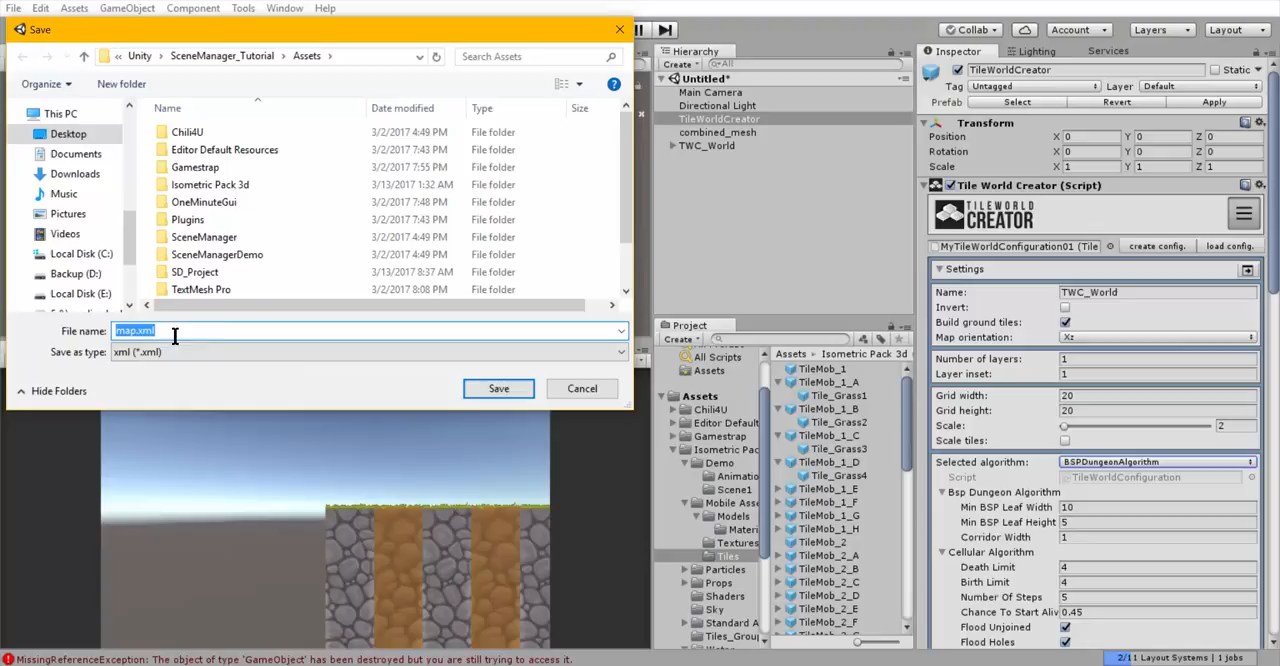 File Edit Assets GameObject Component Tools Window Help
Save
Collab Account Layers Layout
« Unity SceneManager_Tutorial Assets Search Assets
Organize New folder
This PC
Desktop
Documents
Downloads
Music
Pictures
Videos
Local Disk (C:)
Backup (D:)
Local Disk (E:)
Name Date modified Type Size
Chili4U 3/2/2017 4:49 PM File folder
Editor Default Resources 3/2/2017 7:43 PM File folder
Gamestrap 3/2/2017 7:55 PM File folder
Isometric Pack 3d 3/13/2017 1:32 AM File folder
OneMinuteGui 3/2/2017 7:48 PM File folder
Plugins 3/2/2017 7:43 PM File folder
SceneManager 3/2/2017 4:49 PM File folder
SceneManagerDemo 3/2/2017 4:49 PM File folder
SD_Project 3/13/2017 8:37 AM File folder
TextMesh Pro 3/2/2017 8:08 PM File folder
File name: map.xml
Save as type: xml (*.xml)
Hide Folders Save Cancel
Hierarchy
Create All
Untitled*
Main Camera
Directional Light
TileWorldCreator
combined_mesh
TWC_World
Project
Create
All Scripts
Assets
Assets
Chili4U
Editor Default
Gamestrap
Isometric Pac
Demo
Animatio
Scene1
Mobile Asse
Models
Materi
Textures
Tiles
Particles
Props
Shaders
Sky
Standard A
Tiles_Group
Assets Isometric Pack 3d
TileMob_1
TileMob_1_A
Tile_Grass1
TileMob_1_B
Tile_Grass2
TileMob_1_C
Tile_Grass3
TileMob_1_D
Tile_Grass4
TileMob_1_E
TileMob_1_F
TileMob_1_G
TileMob_1_H
TileMob_2
TileMob_2_A
TileMob_2_B
TileMob_2_C
TileMob_2_D
TileMob_2_E
TileMob_2_F
Inspector Lighting Services
TileWorldCreator Static
Tag Untagged Layer Default
Prefab Select Revert Apply
Transform
Position X 0 Y 0 Z 0
Rotation X 0 Y 0 Z 0
Scale X 1 Y 1 Z 1
Tile World Creator (Script)
TILEWORLD
CREATOR
MyTileWorldConfiguration01 (Tile create config. load config.
Settings
Name: TWC_World
Invert:
Build ground tiles:
Map orientation: Xz
Number of layers: 1
Layer inset: 1
Grid width: 20
Grid height: 20
Scale: 2
Scale tiles:
Selected algorithm: BSPDungeonAlgorithm
Script TileWorldConfiguration
Bsp Dungeon Algorithm
Min BSP Leaf Width 10
Min BSP Leaf Height 5
Corridor Width 1
Cellular Algorithm
Death Limit 4
Birth Limit 4
Number Of Steps 5
Chance To Start Aliv 0.45
Flood Unjoined
Flood Holes
MissingReferenceException: The object of type 'GameObject' has been destroyed but you are still trying to access it.
2/11 Layout Systems | 1 jobs